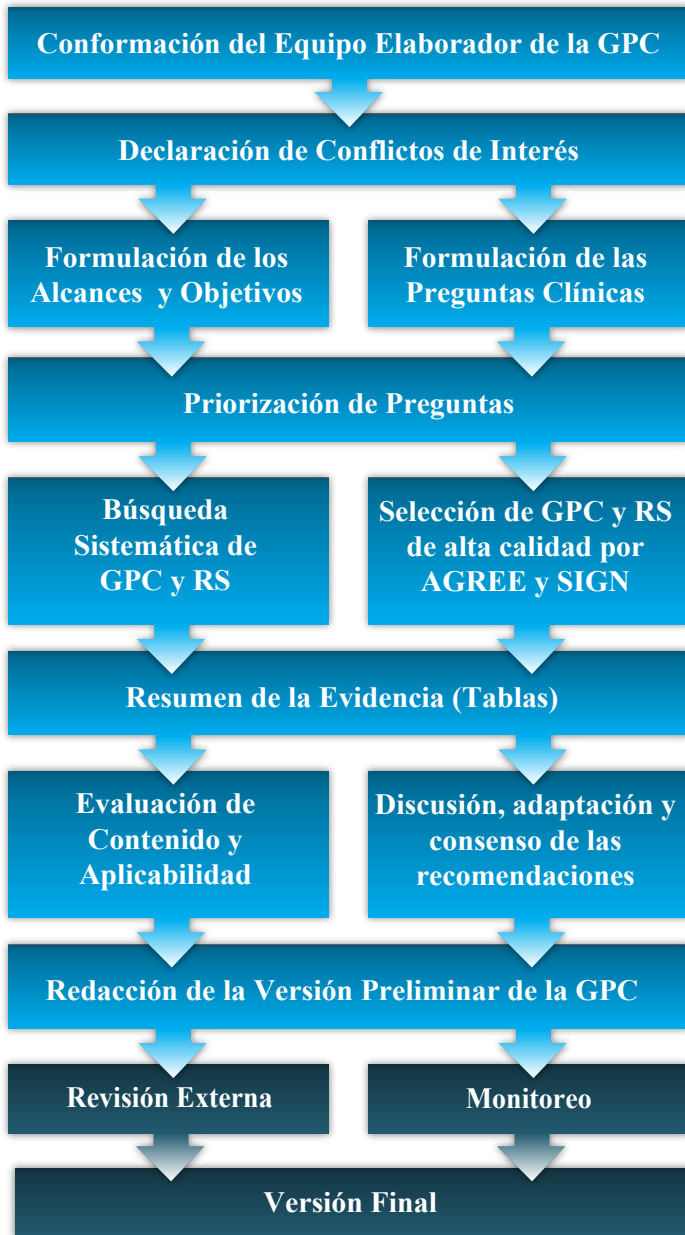 Conformación del Equipo Elaborador de la GPC
Declaración de Conflictos de Interés
Formulación de los
Alcances y Objetivos
Formulación de las
Preguntas Clínicas
Priorización de Preguntas
Búsqueda
Sistemática de
GPC y RS
Selección de GPC y RS
de alta calidad por
AGREE y SIGN
Resumen de la Evidencia (Tablas)
Evaluación de
Contenido y
Aplicabilidad
Discusión, adaptación y
consenso de las
recomendaciones
Redacción de la Versión Preliminar de la GPC
Revisión Externa
Monitoreo
Versión Final